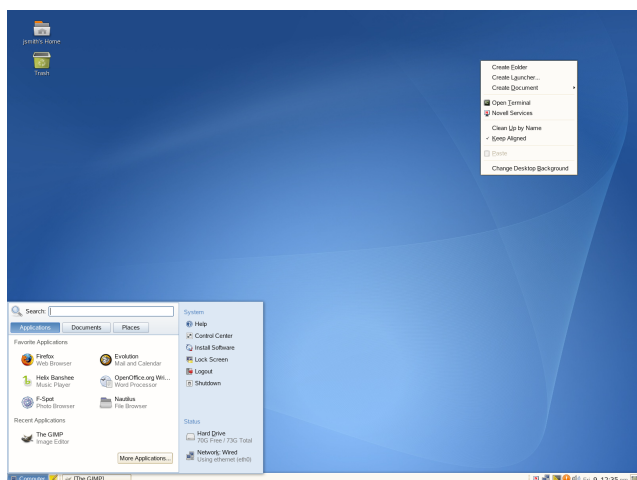 jsmith's Home
Trash
Create Folder
Create Launcher...
Create Document
Open Terminal
Novell Services
Clean Up by Name
Keep Aligned
Paste
Change Desktop Background
Search:
Applications
Documents
Places
Favorite Applications
Firefox
Web Browser
Evolution
Mail and Calendar
Helix Banshee
Music Player
OpenOffice.org Wri...
Word Processor
F-Spot
Photo Browser
Nautilus
File Browser
Recent Applications
The GIMP
Image Editor
More Applications...
System
Help
Control Center
Install Software
Lock Screen
Logout
Shutdown
Status
Hard Drive
70G Free / 73G Total
Network: Wired
Using ethernet (eth0)
Computer
[The GIMP]
9, 12:35